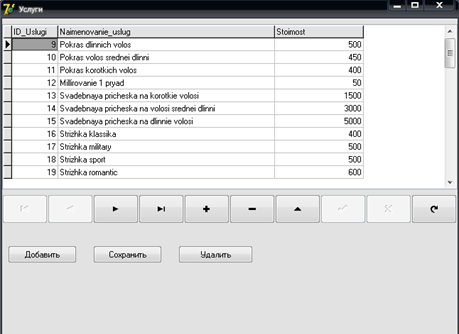 Услуги
ID_Uslugi Naimenovanie_uslug Stoimost
9 Pokras dlinnich volos 500
10 Pokras volos srednei dlinni 450
11 Pokras korotkich volos 400
12 Millirovanie 1 pryad 50
13 Svadebnaya pricheska na korotkie volosi 1500
14 Svadebnaya pricheska na volosi srednei dlinni 3000
15 Svadebnaya pricheska na dlinnie volosi 5000
16 Strizhka klassika 400
17 Strizhka military 500
18 Strizhka sport 500
19 Strizhka romantic 600
Добавить Сохранить Удалить